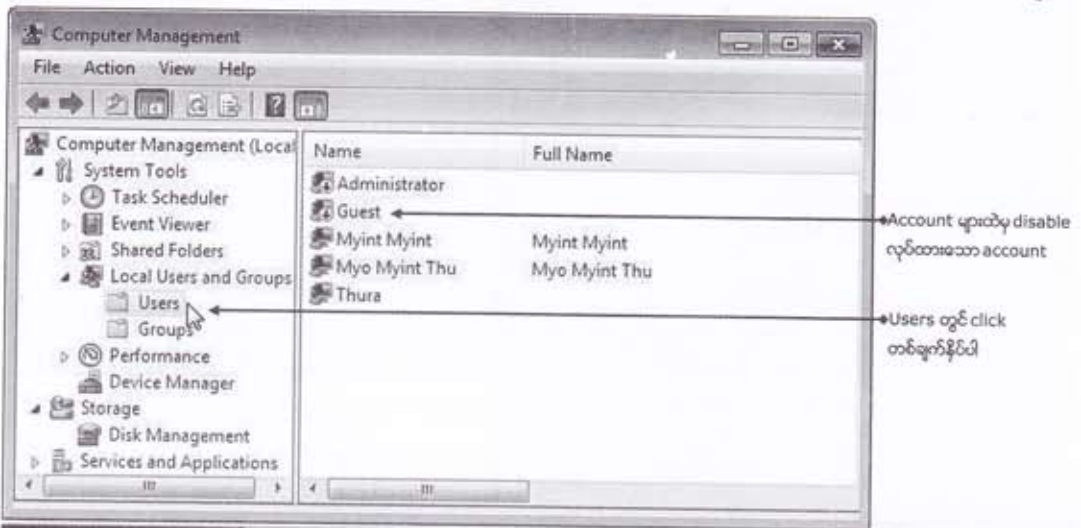 Computer Management
File Action View Help
Computer Management (Local
System Tools
Task Scheduler
Event Viewer
Shared Folders
Local Users and Groups
Users
Groups
Performance
Device Manager
Storage
Disk Management
Services and Applications
Name Full Name
Administrator
Guest
Myint Myint Myint Myint
Myo Myint Thu Myo Myint Thu
Thura
Account များထဲမှ disable
လုပ်ထားသော account
Users တွင် click
တစ်ချက်နှိပ်ပါ